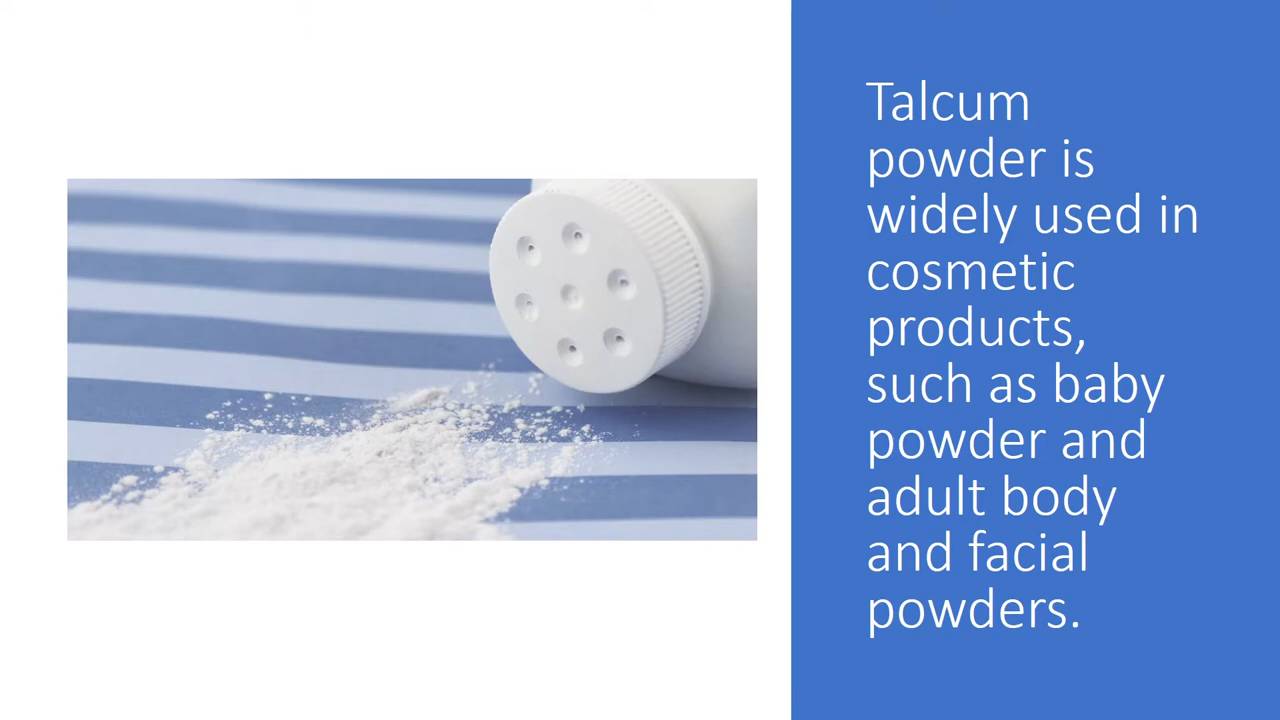 Talcum
powder is
widely used in
cosmetic
products,
such as baby
powder and
adult body
and facial
powders.